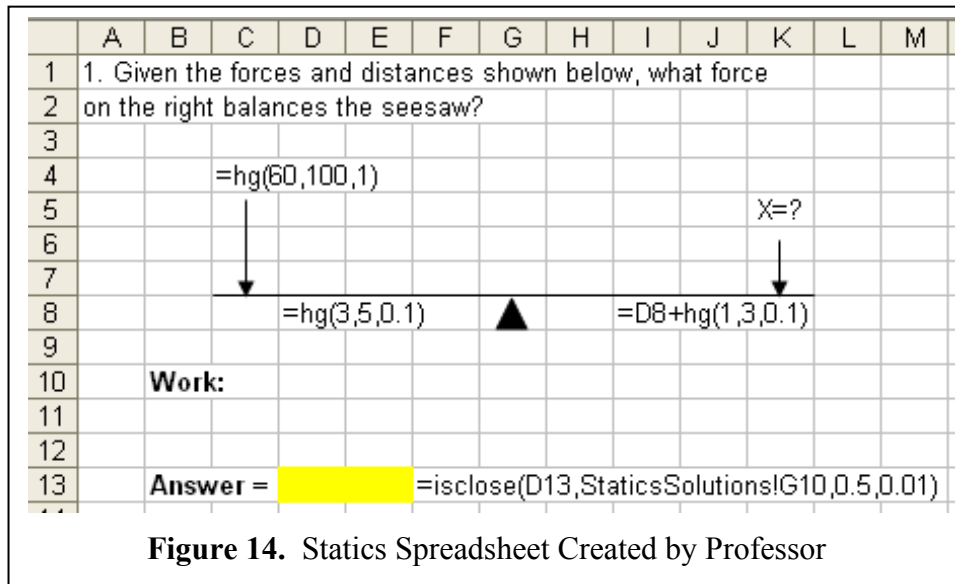 A B C D E F G H I J K L M
1 1. Given the forces and distances shown below, what force
2 on the right balances the seesaw?
3
4 =hg(60,100,1)
5 X=?
6
7
8 =hg(3,5,0.1) =D8+hg(1,3,0.1)
9
10 Work:
11
12
13 Answer = =isclose(D13,StaticsSolutions!G10,0.5,0.01)
Figure 14. Statics Spreadsheet Created by Professor